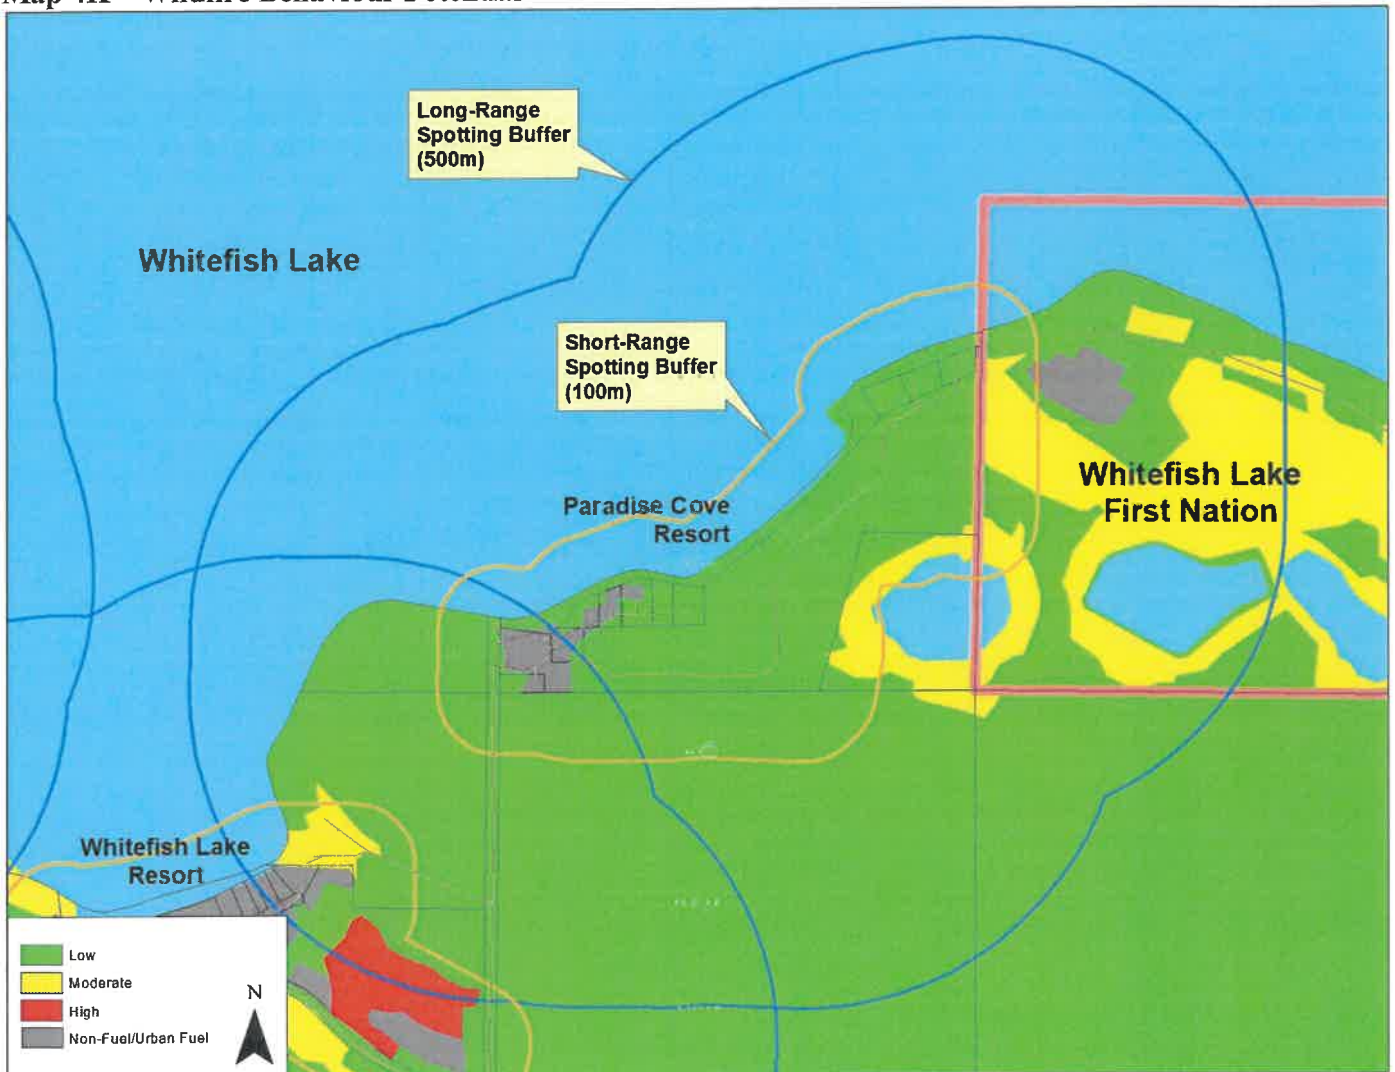 Long-Range
Spotting Buffer
(500m)
Whitefish Lake
Short-Range
Spotting Buffer
(100m)
Paradise Cove
Resort
Whitefish Lake
First Nation
Whitefish Lake
Resort
Low
Moderate
High
Non-Fuel/Urban Fuel
N